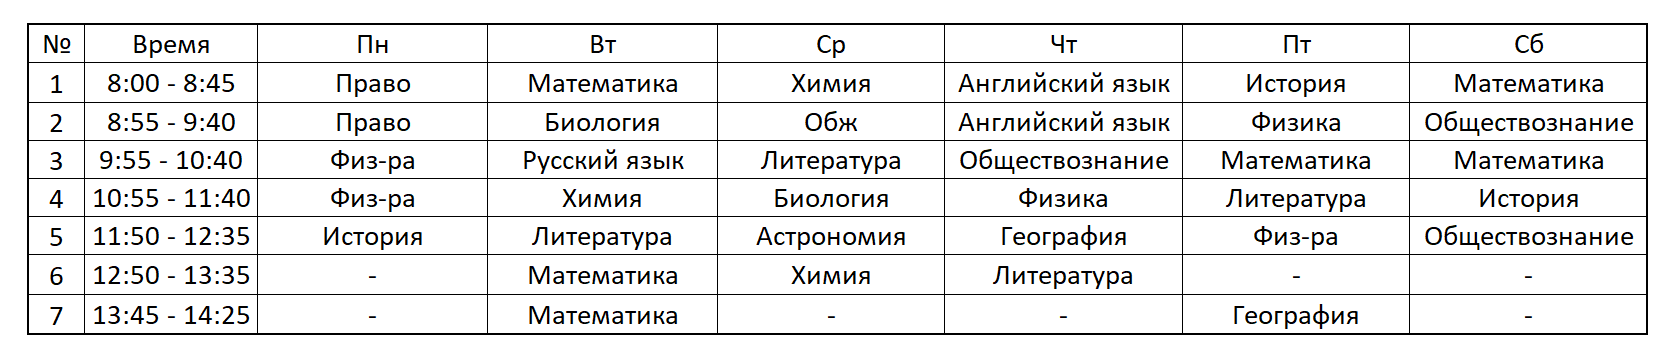 № Время Пн Вт Ср Чт Пт Сб
1 8:00 - 8:45 Право Математика Химия Английский язык История Математика
2 8:55 - 9:40 Право Биология Обж Английский язык Физика Обществознание
3 9:55 - 10:40 Физ-ра Русский язык Литература Обществознание Математика Математика
4 10:55 - 11:40 Физ-ра Химия Биология Физика Литература История
5 11:50 - 12:35 История Литература Астрономия География Физ-ра Обществознание
6 12:50 - 13:35 - Математика Химия Литература - -
7 13:45 - 14:25 - Математика - - География -